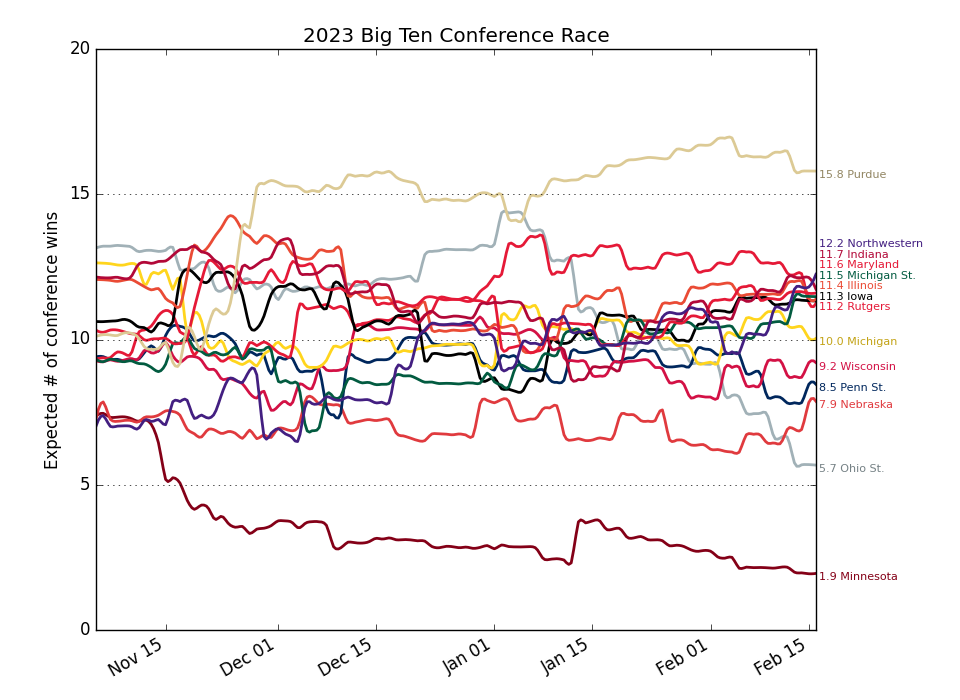 2023 Big Ten Conference Race
Expected # of conference wins
20
15
10
5
0
15.8 Purdue
12.2 Northwestern
11.7 Indiana
11.6 Maryland
11.5 Michigan St.
11.4 Illinois
11.3 Iowa
11.2 Rutgers
10.0 Michigan
9.2 Wisconsin
8.5 Penn St.
7.9 Nebraska
5.7 Ohio St.
1.9 Minnesota
Nov 15
Dec 01
Dec 15
Jan 01
Jan 15
Feb 01
Feb 15